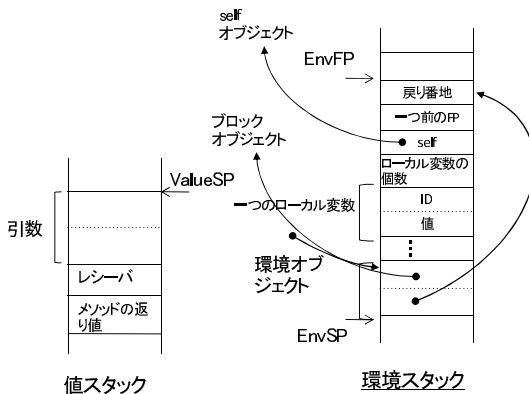 self
オブジェクト
EnvFP
戻り番地
一つ前のFP
ブロック
オブジェクト
self
ローカル変数の
個数
ValueSP
一つのローカル変数
ID
値
引数
環境オブ
ジェクト
レシーバ
メソッドの返
り値
EnvSP
値スタック
環境スタック